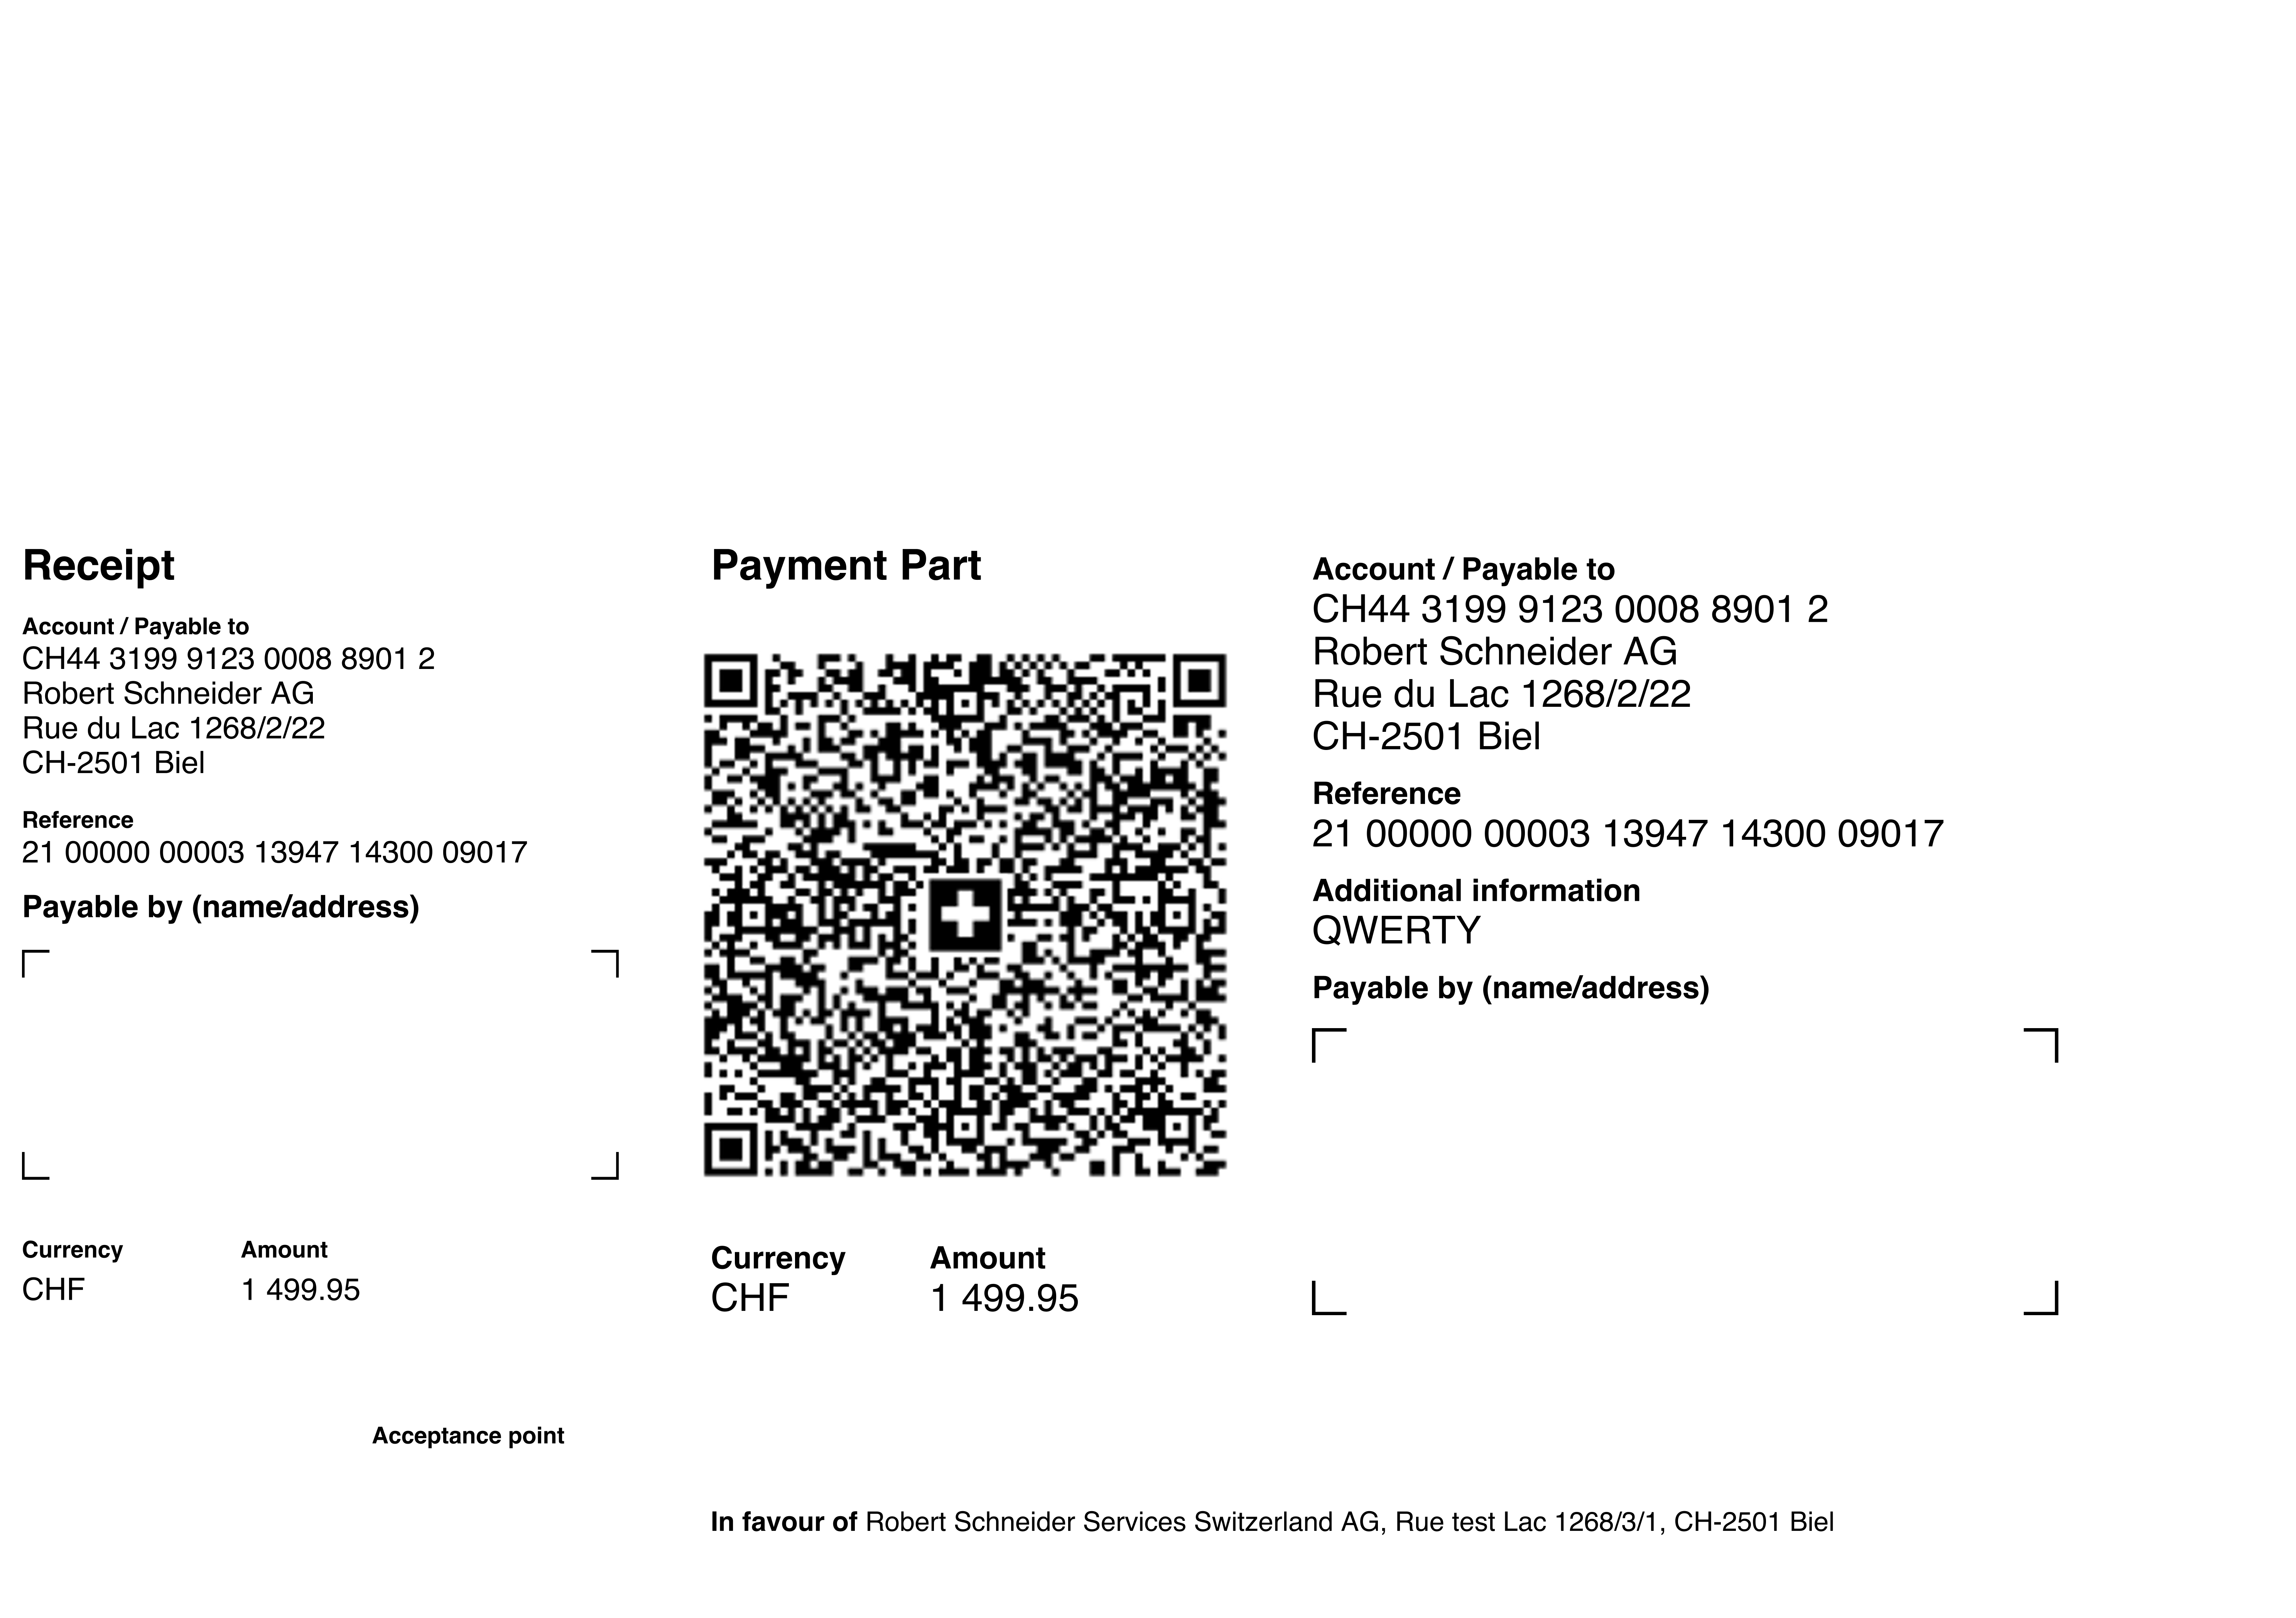 Receipt
Account / Payable to
CH44 3199 9123 0008 8901 2
Robert Schneider AG
Rue du Lac 1268/2/22
CH-2501 Biel
Reference
21 00000 00003 13947 14300 09017
Payable by (name/address)
Currency Amount
CHF 1 499.95
Acceptance point
Payment Part
Currency Amount
CHF 1 499.95
Account / Payable to
CH44 3199 9123 0008 8901 2
Robert Schneider AG
Rue du Lac 1268/2/22
CH-2501 Biel
Reference
21 00000 00003 13947 14300 09017
Additional information
QWERTY
Payable by (name/address)
In favour of Robert Schneider Services Switzerland AG, Rue test Lac 1268/3/1, CH-2501 Biel